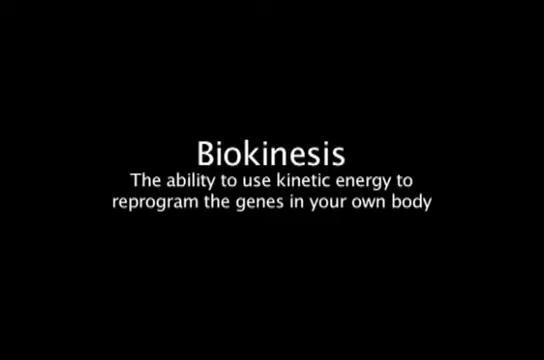 Biokinesis
The ability to use kinetic energy to
reprogram the genes in your own body